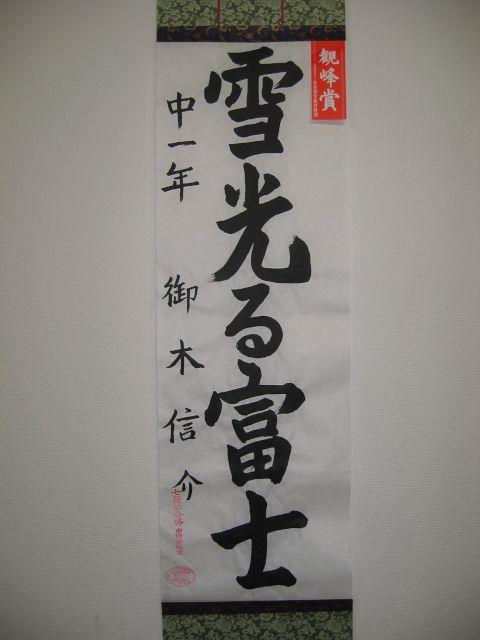 観峰賞
雪光る富士
中一年 御木信介